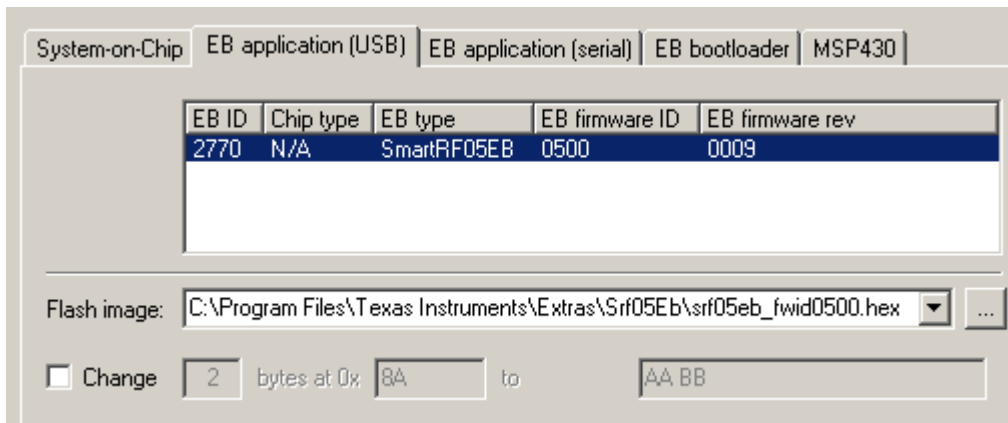 System-on-Chip EB application (USB) EB application (serial) EB bootloader MSP430
EB ID Chip type EB type EB firmware ID EB firmware rev
2770 N/A SmartRF05EB 0500 0009
Flash image: C:\Program Files\Texas Instruments\Extras\Srf05Eb\srf05eb_fwid0500.hex ...
Change 2 bytes at 0x 8A to AA BB